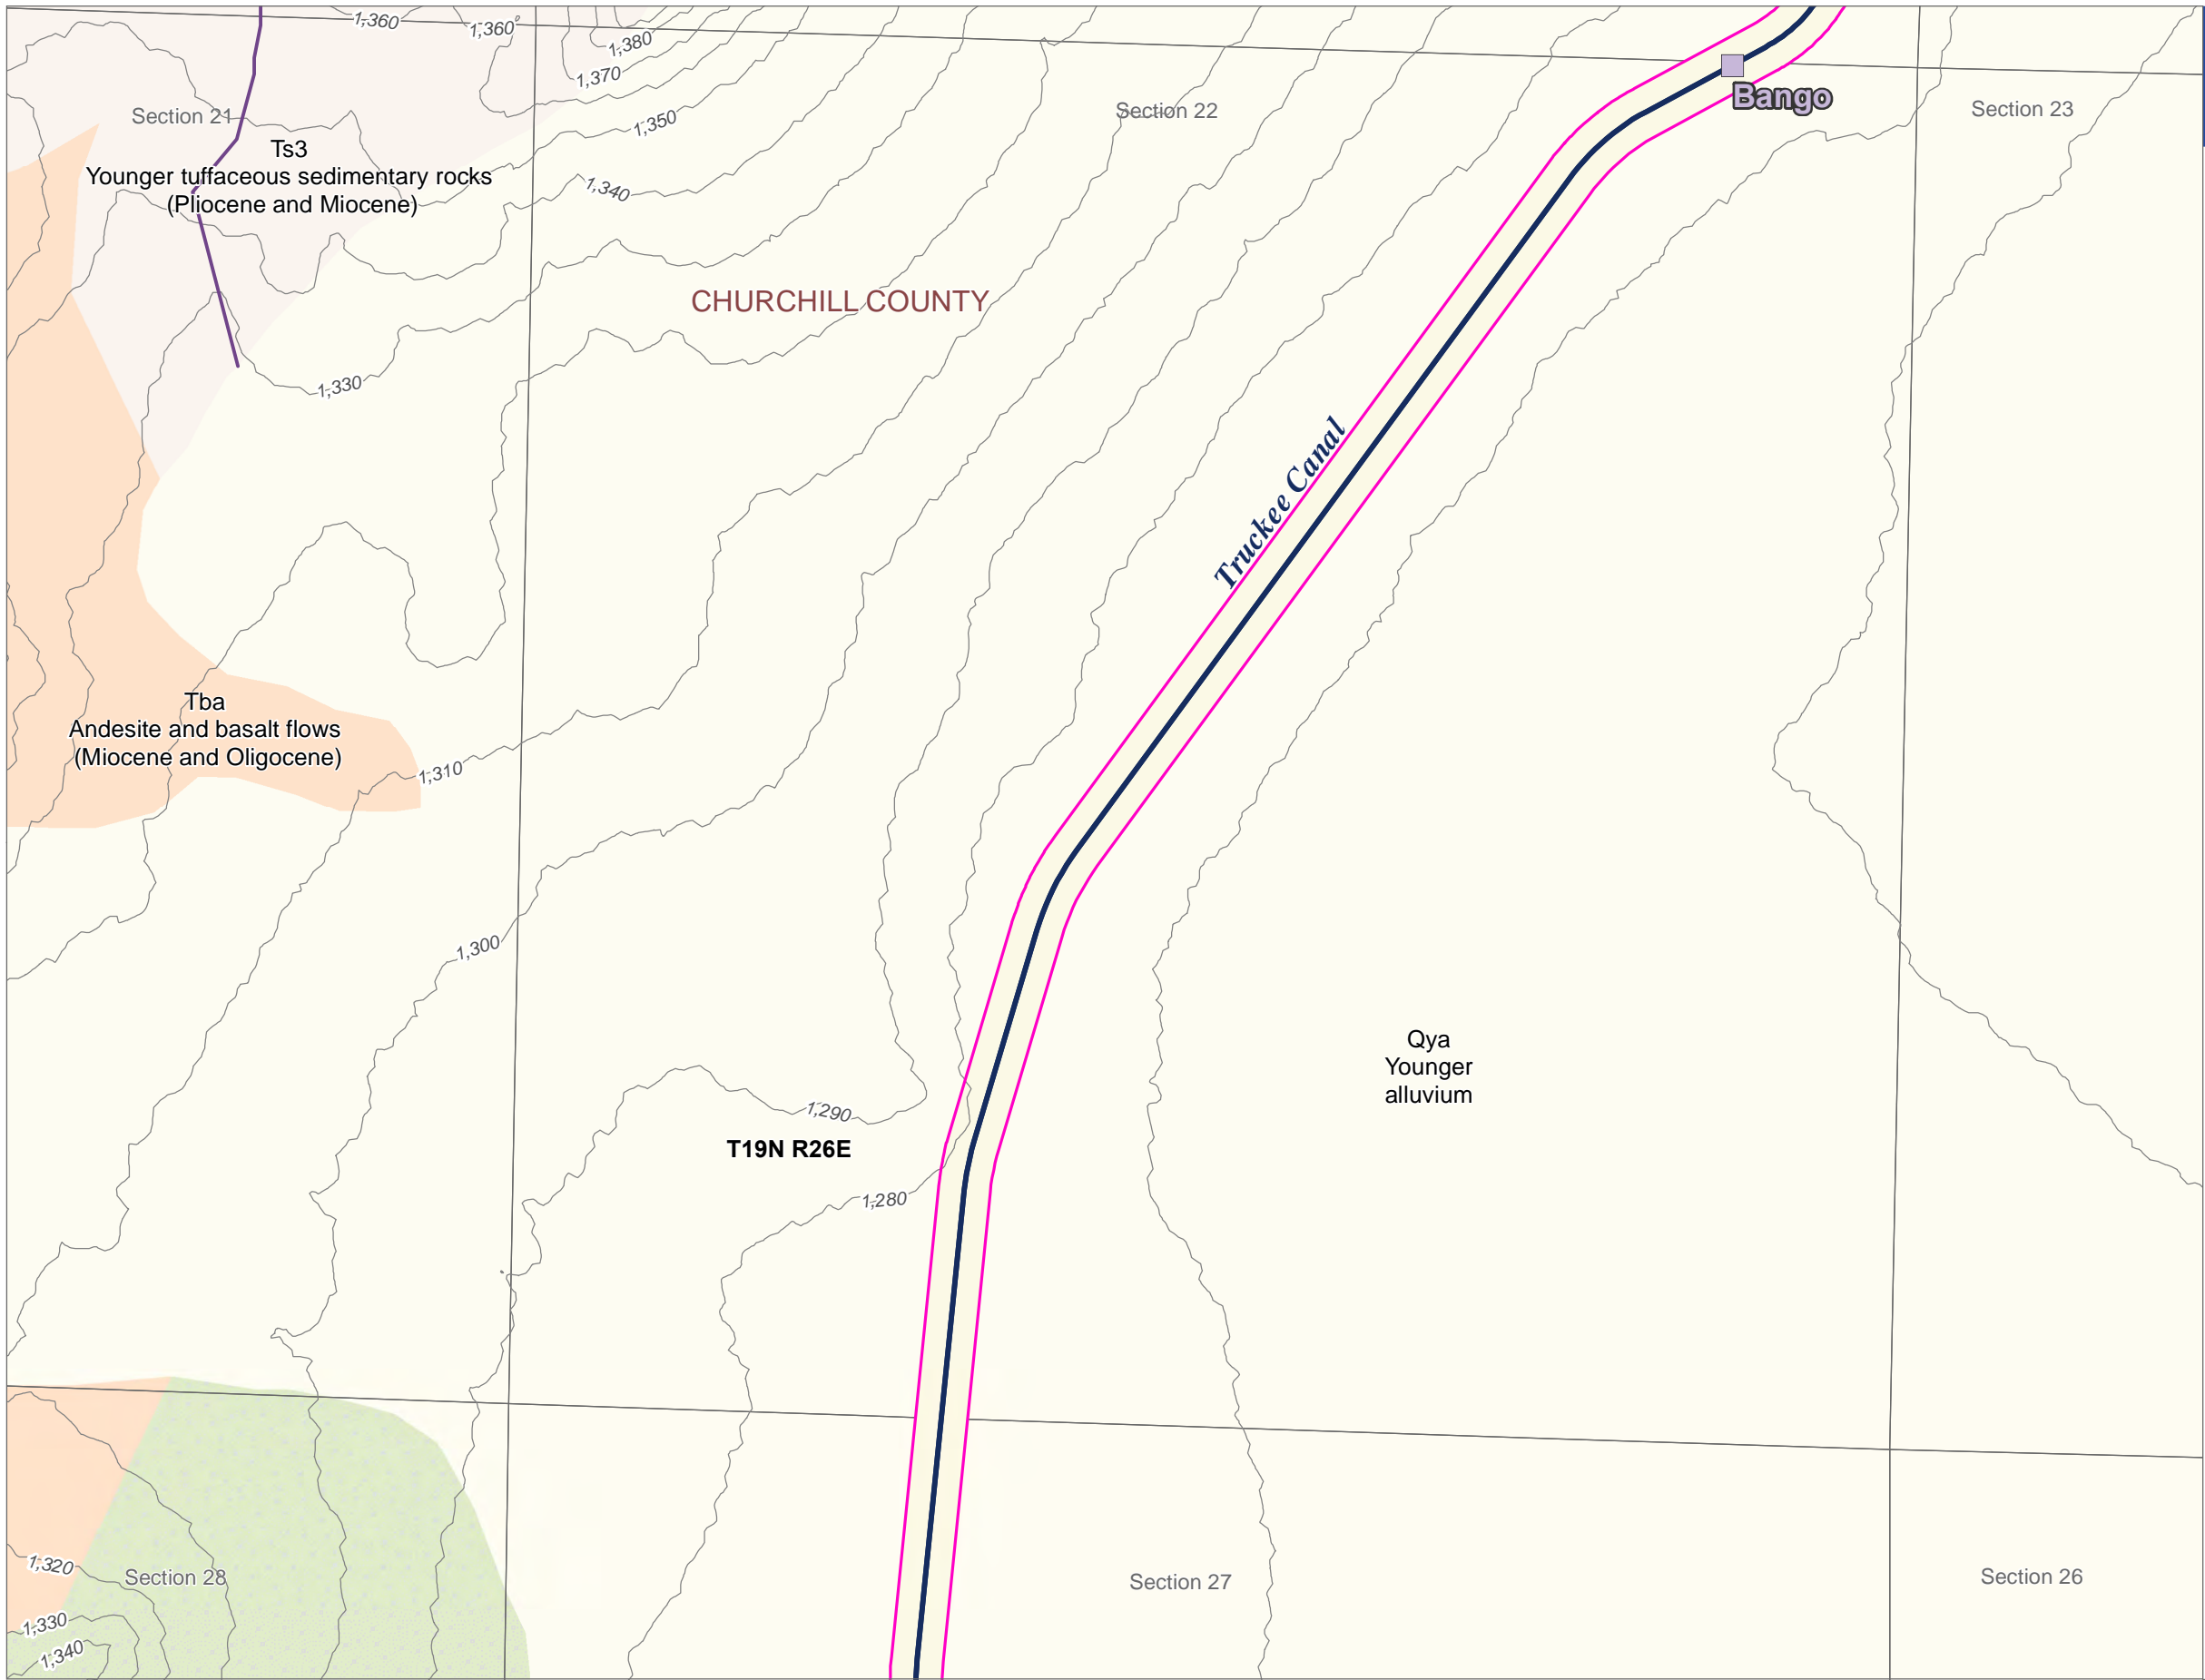 1,360
1,360
1,380
1,370
1,350
1,340
Section 21
Section 22
Section 23
Bango
Ts3
Younger tuffaceous sedimentary rocks
(Pliocene and Miocene)
CHURCHILL COUNTY
1,330
Truckee Canal
Tba
Andesite and basalt flows
(Miocene and Oligocene)
1,310
1,300
Qya
Younger
alluvium
1,290
T19N R26E
1,280
1,320
Section 28
Section 27
Section 26
1,330
1,340